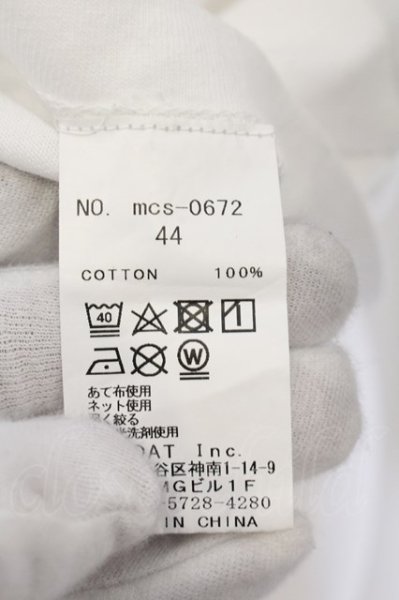 NO. mcs-0672
44
COTTON 100%
40
W
あて布使用
ネット使用
絞る
洗剤使用
Inc.
谷区神南1-14-9
MGビル1F
-5728-4280
IN CHINA